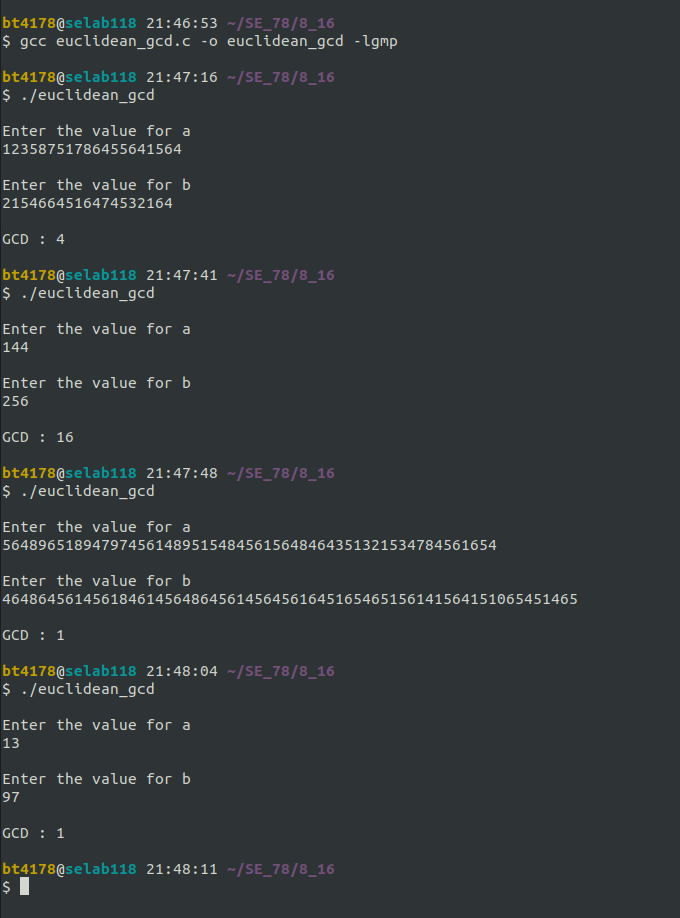 bt4178@selab118 21:46:53 ~/SE_78/8_16
$ gcc euclidean_gcd.c -o euclidean_gcd -lgmp
bt4178@selab118 21:47:16 ~/SE_78/8_16
$ ./euclidean_gcd
Enter the value for a
12358751786455641564
Enter the value for b
2154664516474532164
GCD : 4
bt4178@selab118 21:47:41 ~/SE_78/8_16
$ ./euclidean_gcd
Enter the value for a
144
Enter the value for b
256
GCD : 16
bt4178@selab118 21:47:48 ~/SE_78/8_16
$ ./euclidean_gcd
Enter the value for a
5648965189479745614895154845615648464351321534784561654
Enter the value for b
4648645614561846145648645614564561645165465156141564151065451465
GCD : 1
bt4178@selab118 21:48:04 ~/SE_78/8_16
$ ./euclidean_gcd
Enter the value for a
13
Enter the value for b
97
GCD : 1
bt4178@selab118 21:48:11 ~/SE_78/8_16
$